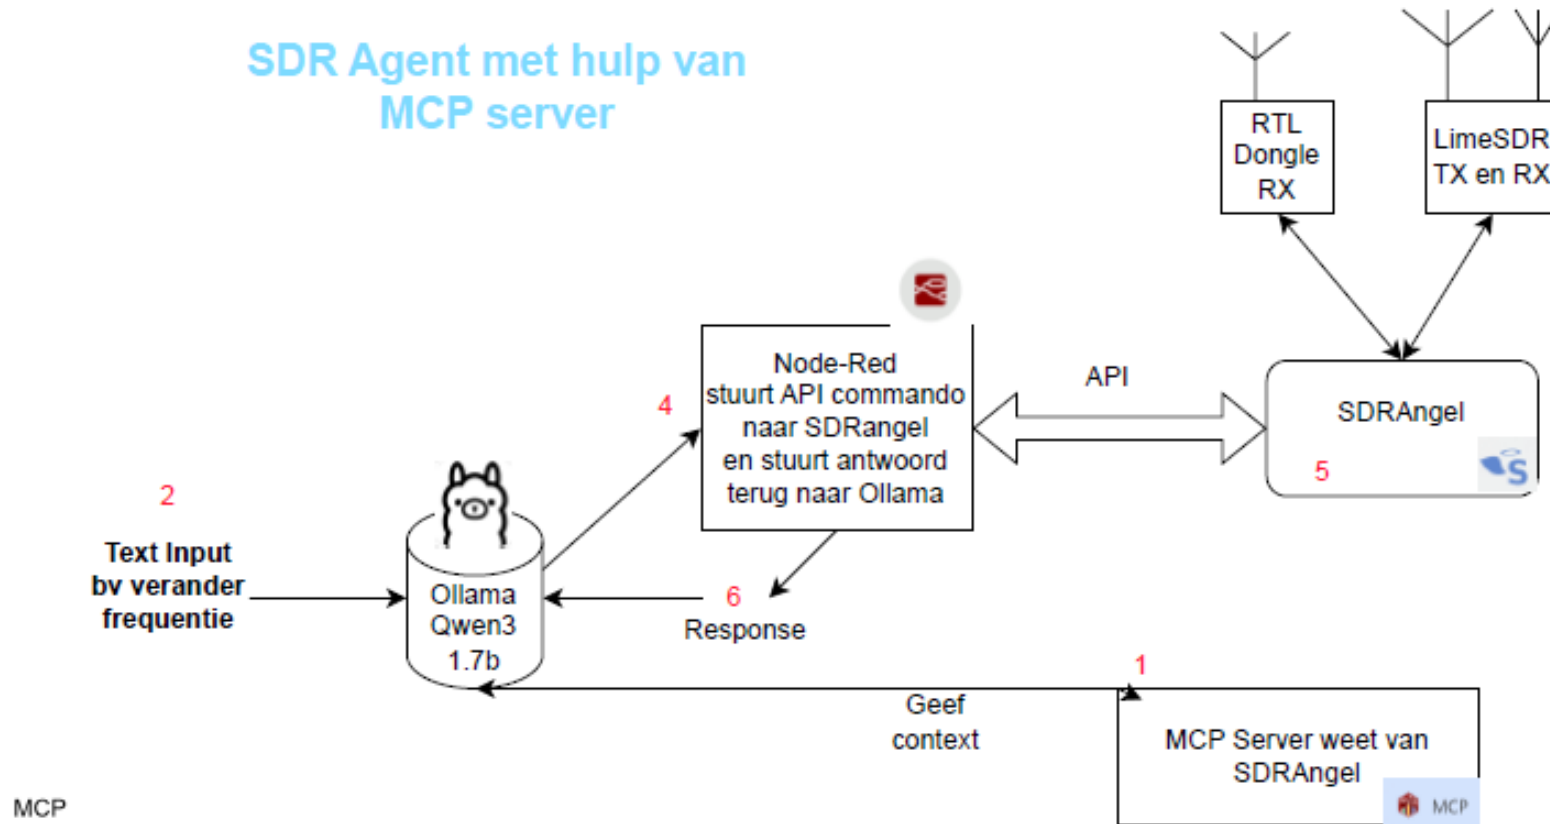 SDR Agent met hulp van
MCP server
RTL
Dongle
RX
LimeSDR
TX en RX
Node-Red
stuurt API commando
naar SDRangel
en stuurt antwoord
terug naar Ollama
API
SDRAngel
5
S
4
2
Text Input
bv verander
frequentie
Ollama
Qwen3
1.7b
6
Response
1
Geef
context
MCP Server weet van
SDRAngel
MCP
MCP